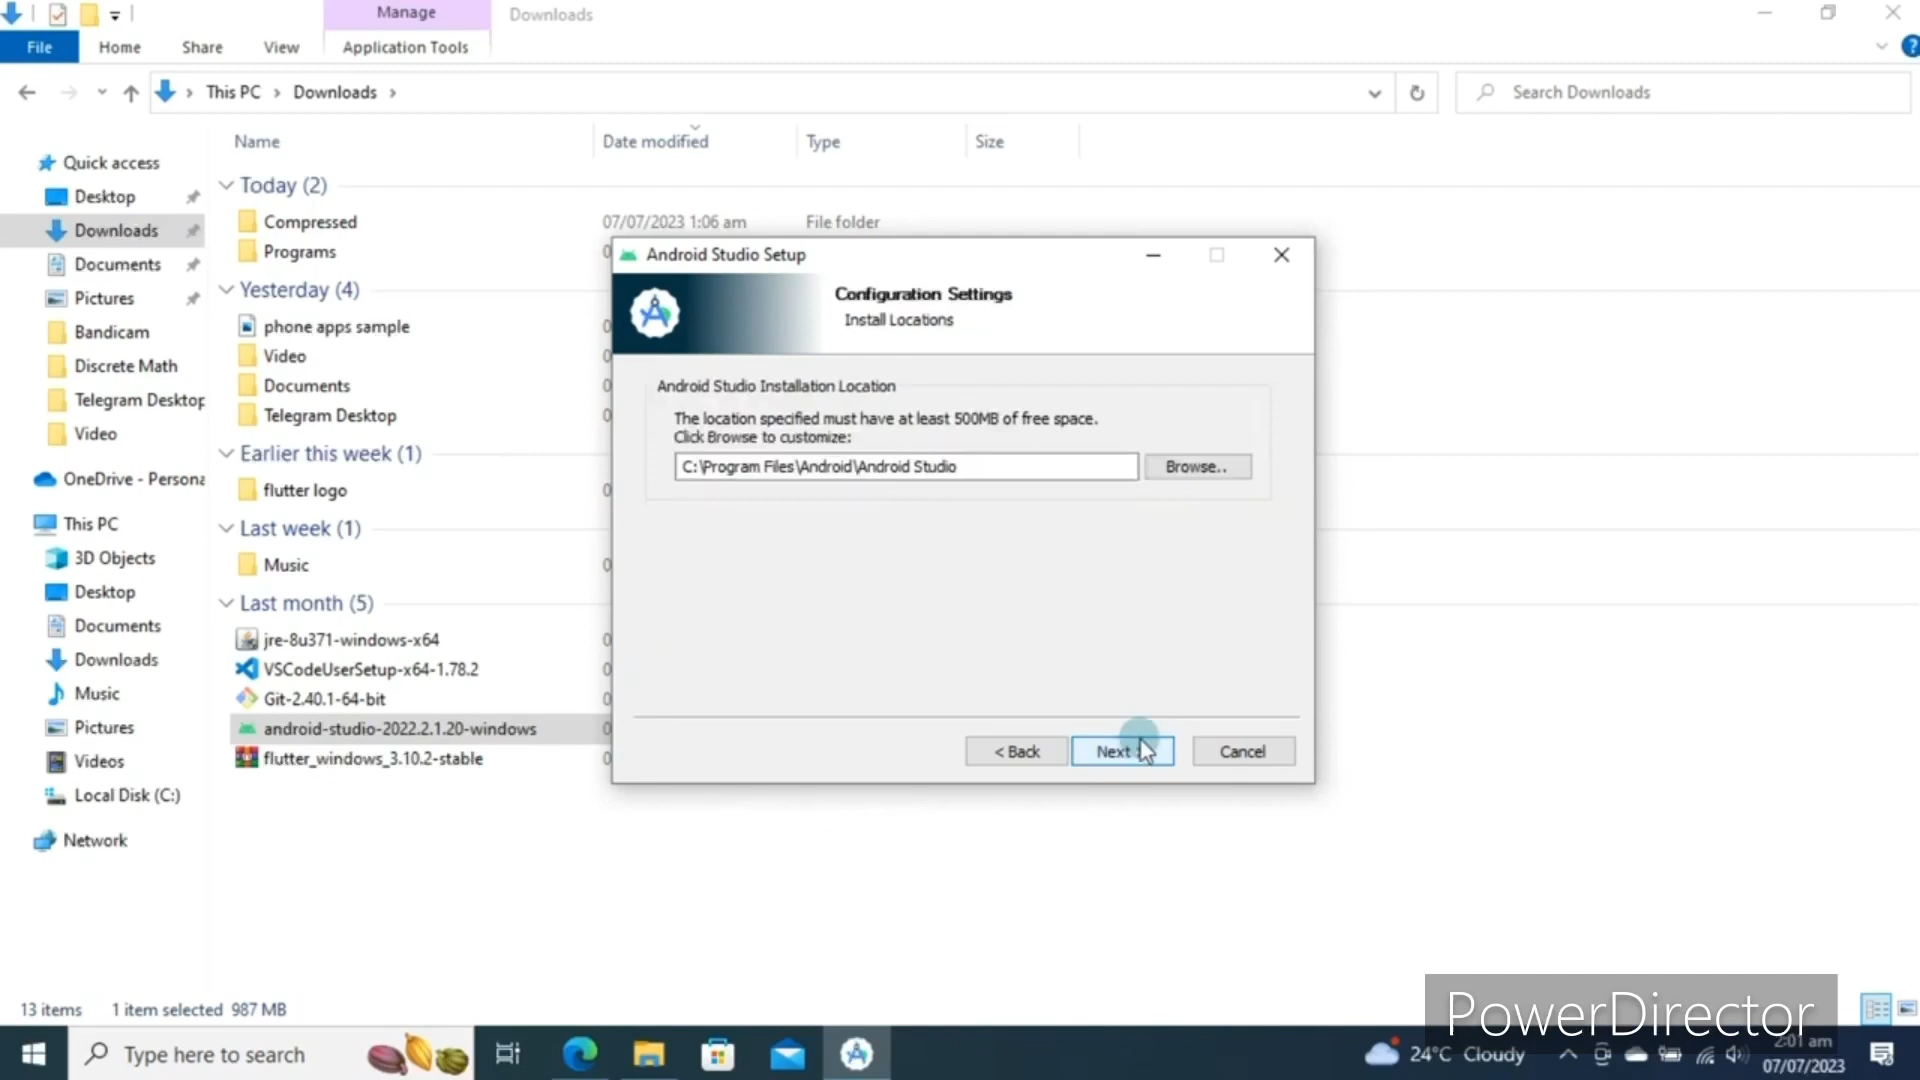 Manage
Downloads
File
Home
Share
View
Application Tools
This PC
Downloads
Search Downloads
Name
Date modified
Type
Size
Quick access
Desktop
Downloads
Documents
Pictures
Bandicam
Discrete Math
Telegram Desktop
Video
OneDrive - Persona
This PC
3D Objects
Desktop
Documents
Downloads
Music
Pictures
Videos
Local Disk (C:)
Network
Today (2)
Compressed
07/07/2023 1:06 am
File folder
Programs
Yesterday (4)
phone apps sample
Video
Documents
Telegram Desktop
Earlier this week (1)
flutter logo
Last week (1)
Music
Last month (5)
jre-8u371-windows-x64
VSCodeUserSetup-x64-1.78.2
Git-2.40.1-64-bit
android-studio-2022.2.1.20-windows
flutter_windows_3.10.2-stable
Android Studio Setup
Configuration Settings
Install Locations
Android Studio Installation Location
The location specified must have at least 500MB of free space.
Click Browse to customize:
C:\Program Files\Android\Android Studio
Browse..
< Back
Next >
Cancel
13 items
1 item selected 987 MB
PowerDirector
Type here to search
24°C Cloudy
2:01 am
07/07/2023